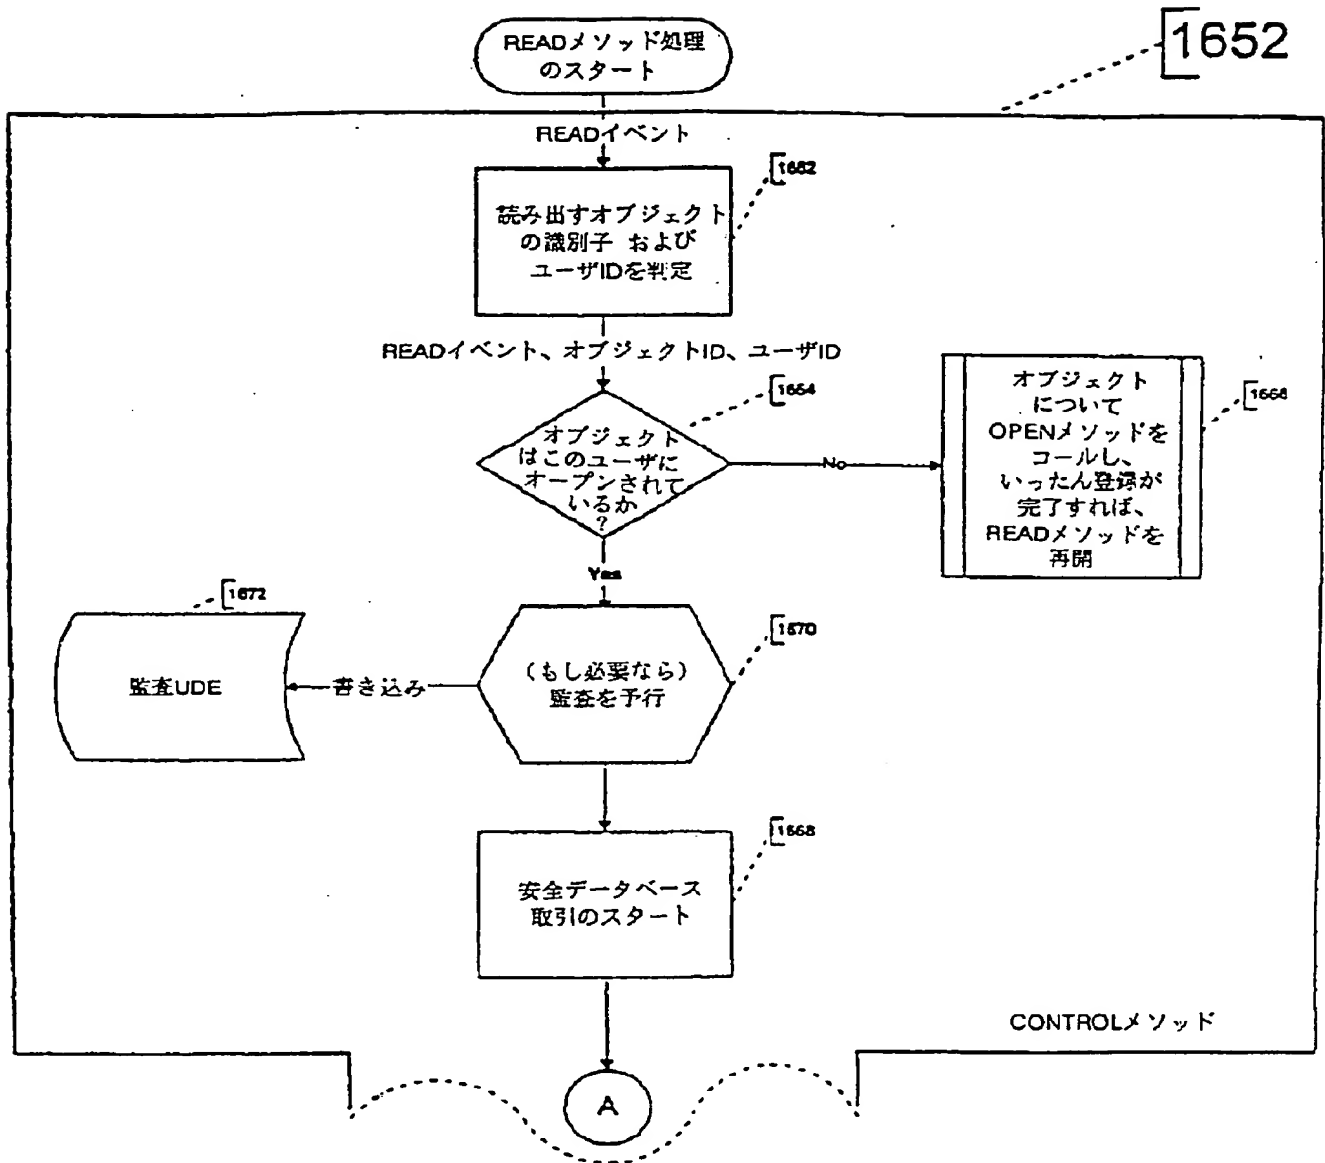 READメソッド処理
のスタート
1652
READイベント
1662
読み出すオブジェクト
の識別子 および
ユーザIDを判定
READイベント、オブジェクトID、ユーザID
1664
オブジェクト
はこのユーザに
オープンされて
いるか
?
No
オブジェクト
について
OPENメソッドを
コールし、
いったん登録が
完了すれば、
READメソッドを
再開
1666
Yes
1672
監査UDE
書き込み
(もし必要なら)
監査を予行
1670
1668
安全データベース
取引のスタート
CONTROLメソッド
A